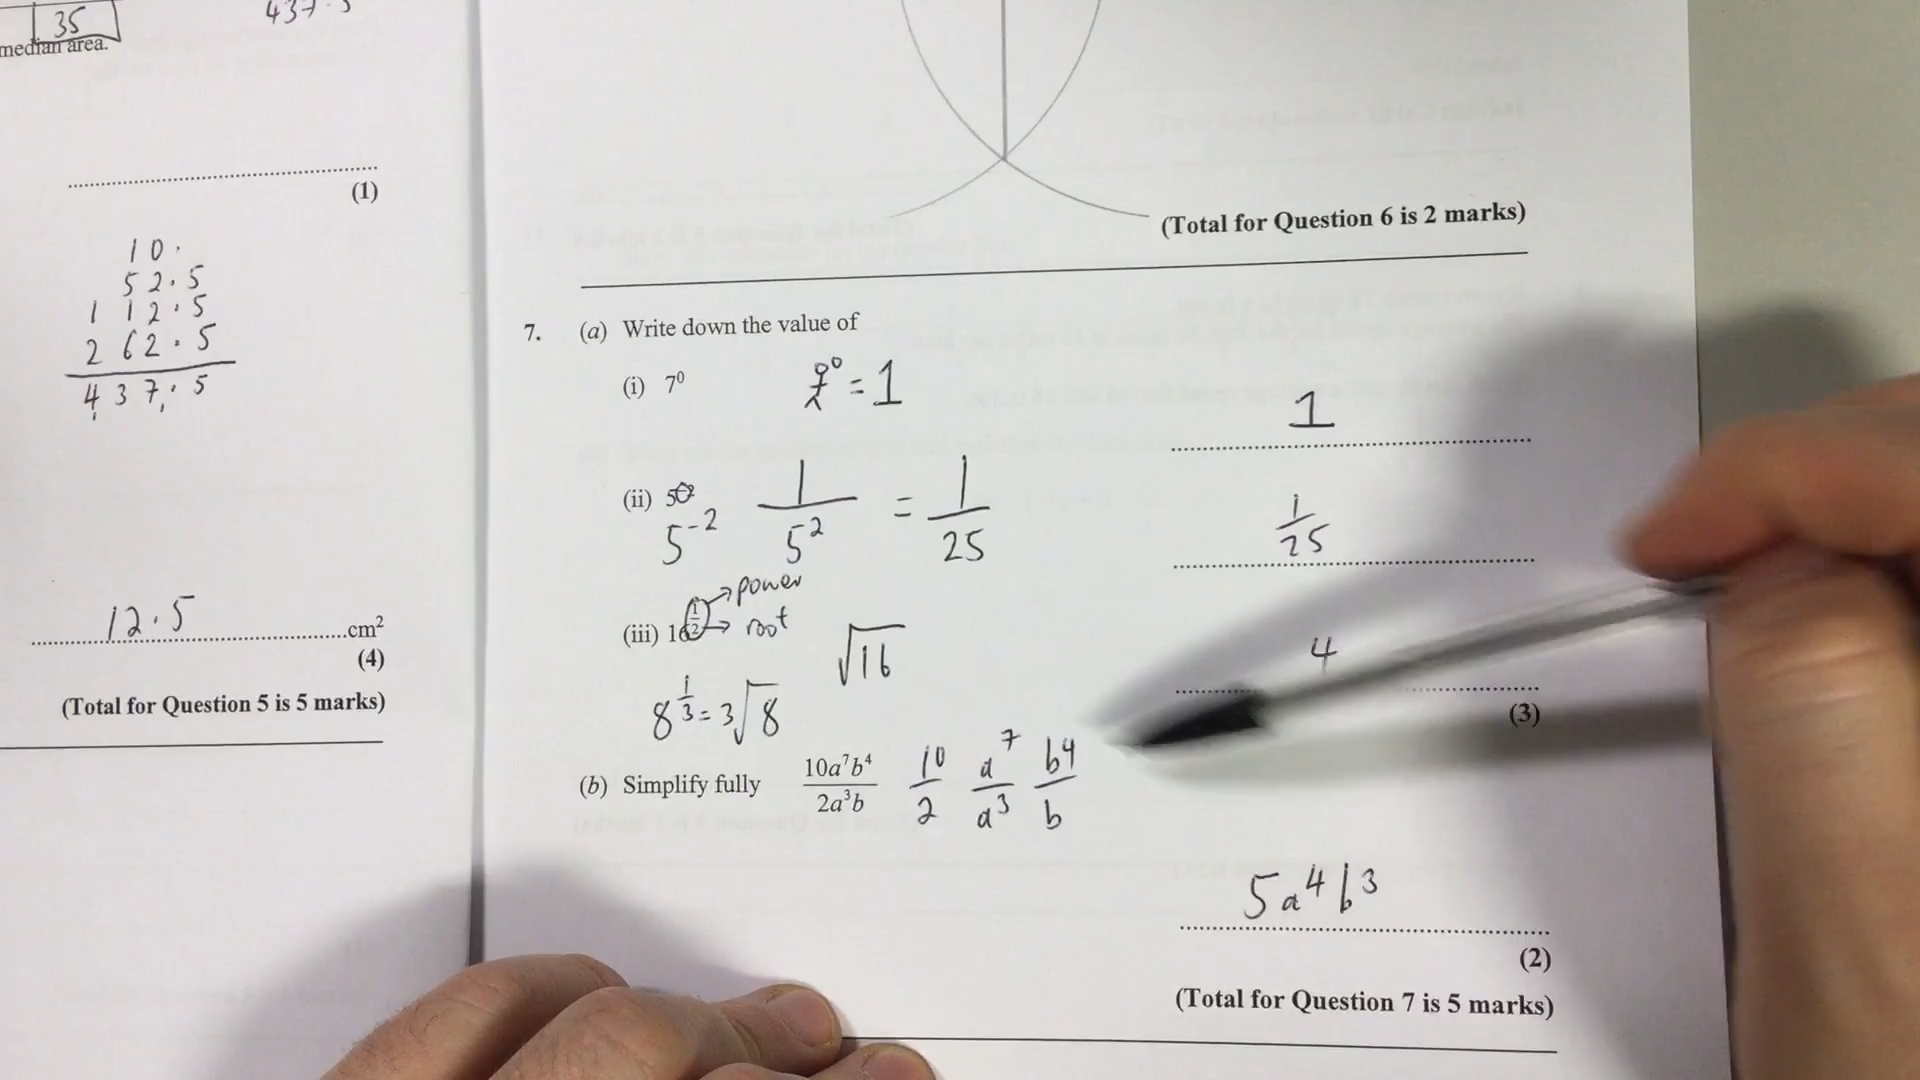 35
437.5
median area.
(1)
10.
52.5
112.5
262.5
437.5
12.5
cm²
(4)
(Total for Question 5 is 5 marks)
(Total for Question 6 is 2 marks)
7. (a) Write down the value of
(i) 7⁰ = 1
1
(ii) 5⁻² 1/5² = 1/25
1/25
power
(iii) 16^(1/2) root √16
4
(3)
8^(1/3) = 3√8
(b) Simplify fully 10a⁷b⁴/2a³b 10/2 a⁷/a³ b⁴/b
5a⁴b³
(2)
(Total for Question 7 is 5 marks)